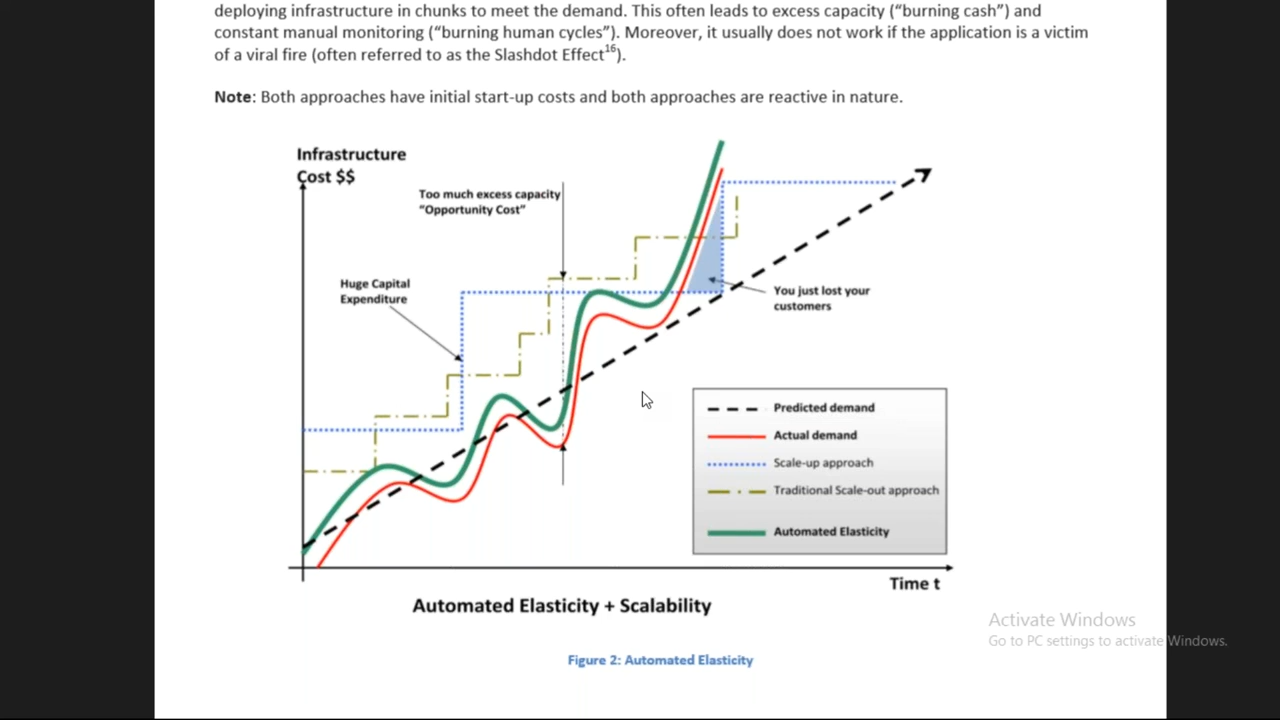 deploying infrastructure in chunks to meet the demand. This often leads to excess capacity (“burning cash”) and
constant manual monitoring (“burning human cycles”). Moreover, it usually does not work if the application is a victim
of a viral fire (often referred to as the Slashdot Effect16).
Note: Both approaches have initial start-up costs and both approaches are reactive in nature.
Infrastructure
Cost $$
Too much excess capacity
“Opportunity Cost”
Huge Capital
Expenditure
You just lost your
customers
Predicted demand
Actual demand
Scale-up approach
Traditional Scale-out approach
Automated Elasticity
Time t
Automated Elasticity + Scalability
Activate Windows
Go to PC settings to activate Windows.
Figure 2: Automated Elasticity